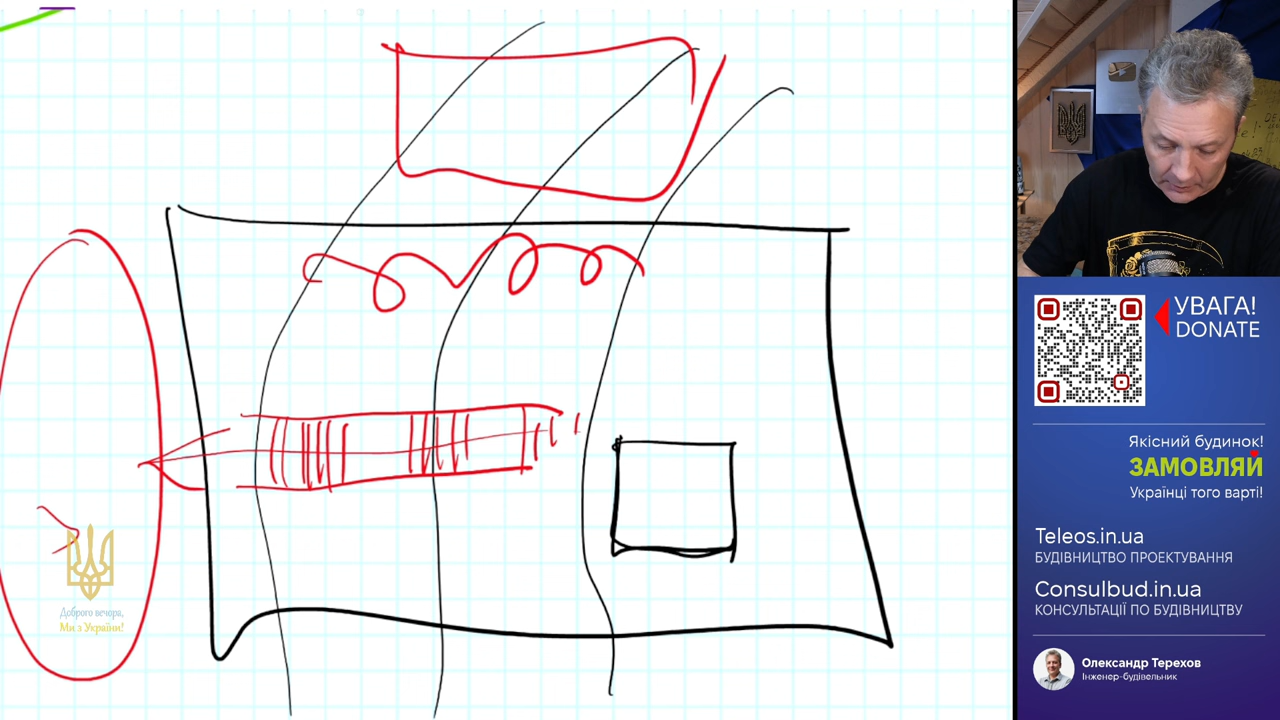 Доброго вечора,
Ми з України!
УВАГА!
DONATE
Якісний будинок!
ЗАМОВЛЯЙ
Українці того варті!
Teleos.in.ua
БУДІВНИЦТВО ПРОЕКТУВАННЯ
Consulbud.in.ua
КОНСУЛЬТАЦІЇ ПО БУДІВНИЦТВУ
Олександр Терехов
Інженер-будівельник